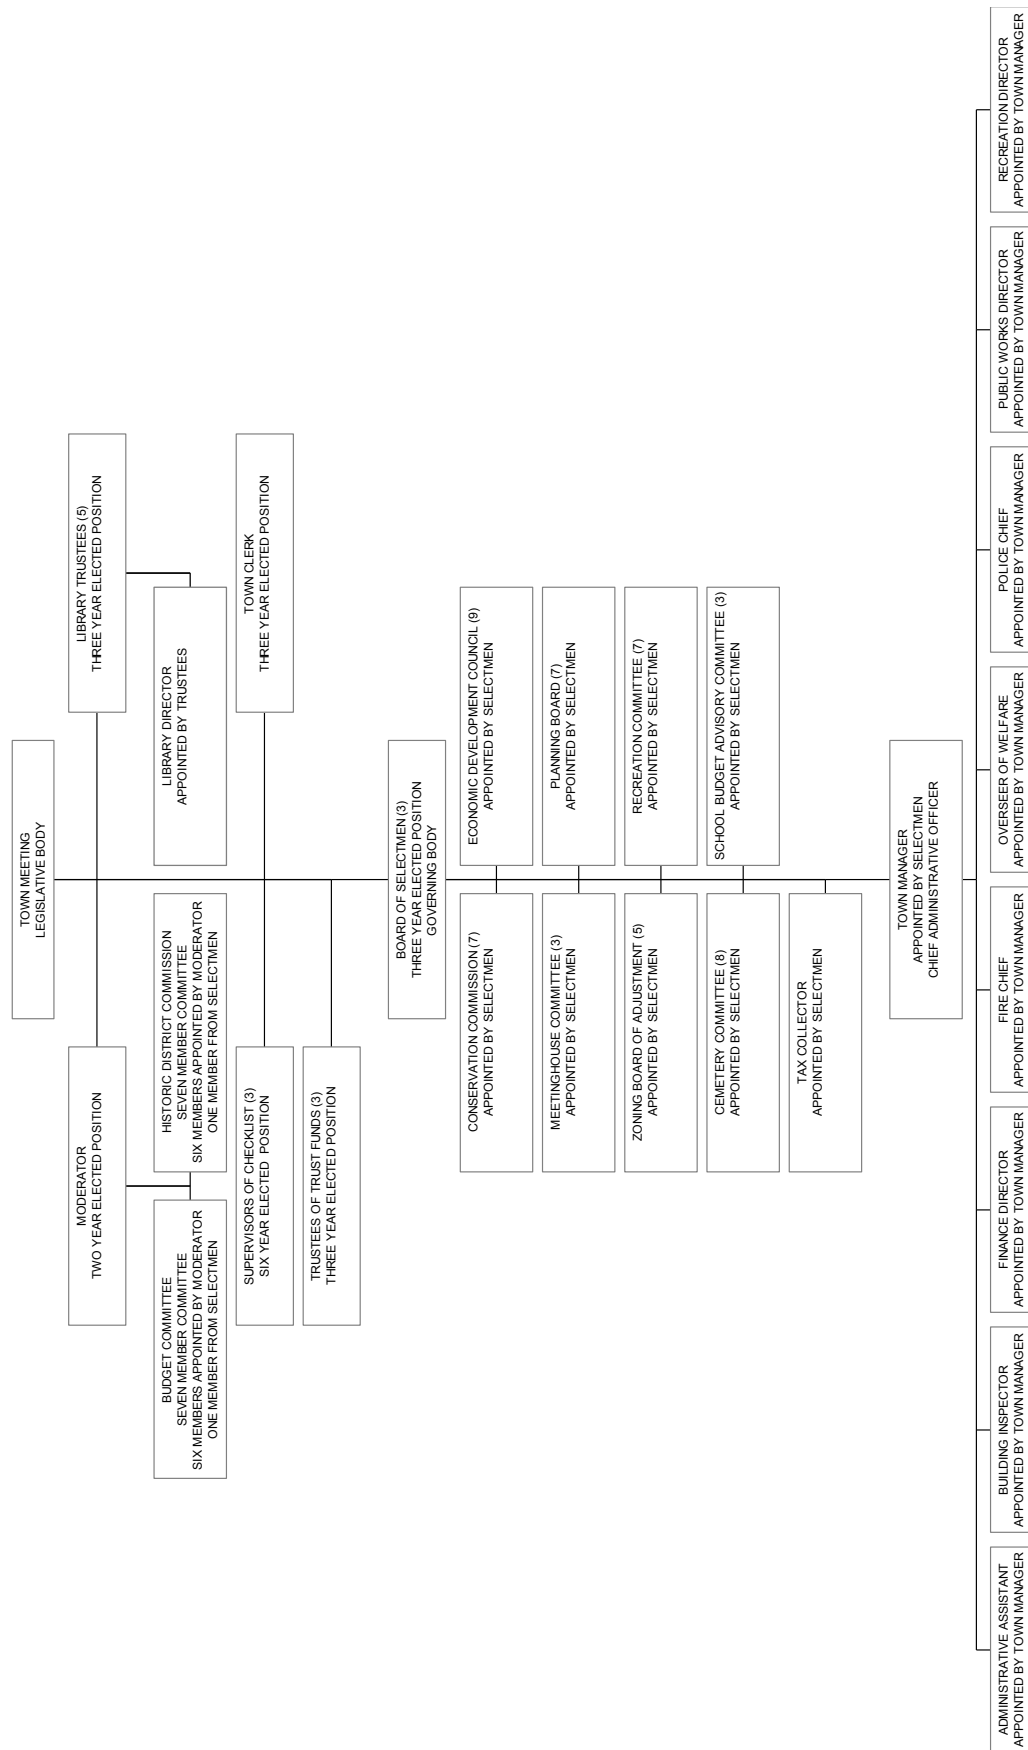 TOWN MEETING
LEGISLATIVE BODY
MODERATOR
TWO YEAR ELECTED POSITION
LIBRARY TRUSTEES (5)
THREE YEAR ELECTED POSITION
BUDGET COMMITTEE
SEVEN MEMBER COMMITTEE
SIX MEMBERS APPOINTED BY MODERATOR
ONE MEMBER FROM SELECTMEN
HISTORIC DISTRICT COMMISSION
SEVEN MEMBER COMMITTEE
SIX MEMBERS APPOINTED BY MODERATOR
ONE MEMBER FROM SELECTMEN
LIBRARY DIRECTOR
APPOINTED BY TRUSTEES
SUPERVISORS OF CHECKLIST (3)
SIX YEAR ELECTED POSITION
TOWN CLERK
THREE YEAR ELECTED POSITION
TRUSTEES OF TRUST FUNDS (3)
THREE YEAR ELECTED POSITION
BOARD OF SELECTMEN (3)
THREE YEAR ELECTED POSITION
GOVERNING BODY
CONSERVATION COMMISSION (7)
APPOINTED BY SELECTMEN
ECONOMIC DEVELOPMENT COUNCIL (9)
APPOINTED BY SELECTMEN
MEETINGHOUSE COMMITTEE (3)
APPOINTED BY SELECTMEN
PLANNING BOARD (7)
APPOINTED BY SELECTMEN
ZONING BOARD OF ADJUSTMENT (5)
APPOINTED BY SELECTMEN
RECREATION COMMITTEE (7)
APPOINTED BY SELECTMEN
CEMETERY COMMITTEE (8)
APPOINTED BY SELECTMEN
SCHOOL BUDGET ADVISORY COMMITTEE (3)
APPOINTED BY SELECTMEN
TAX COLLECTOR
APPOINTED BY SELECTMEN
TOWN MANAGER
APPOINTED BY SELECTMEN
CHIEF ADMINISTRATIVE OFFICER
ADMINISTRATIVE ASSISTANT
APPOINTED BY TOWN MANAGER
BUILDING INSPECTOR
APPOINTED BY TOWN MANAGER
FINANCE DIRECTOR
APPOINTED BY TOWN MANAGER
FIRE CHIEF
APPOINTED BY TOWN MANAGER
OVERSEER OF WELFARE
APPOINTED BY TOWN MANAGER
POLICE CHIEF
APPOINTED BY TOWN MANAGER
PUBLIC WORKS DIRECTOR
APPOINTED BY TOWN MANAGER
RECREATION DIRECTOR
APPOINTED BY TOWN MANAGER